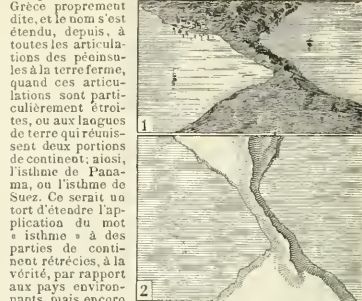 Grèce proprement
dite, et le nom s'est
étendu, depuis, à
toutes les articula-
tions des péninsu-
les à la terre ferme,
quand ces articu-
lations sont parti-
culièrement étroi-
tes, ou aux langues
de terre qui réunis-
sent deux portions
de continent; ainsi,
l'isthme de Pana-
ma, ou l'isthme de
Suez. Ce serait un
tort d'étendre l'ap-
plication du mot
« isthme » à des
parties de conti-
nent rétrécies, à la
vérité, par rapport
aux pays environ-
nants, mais encore
1
2